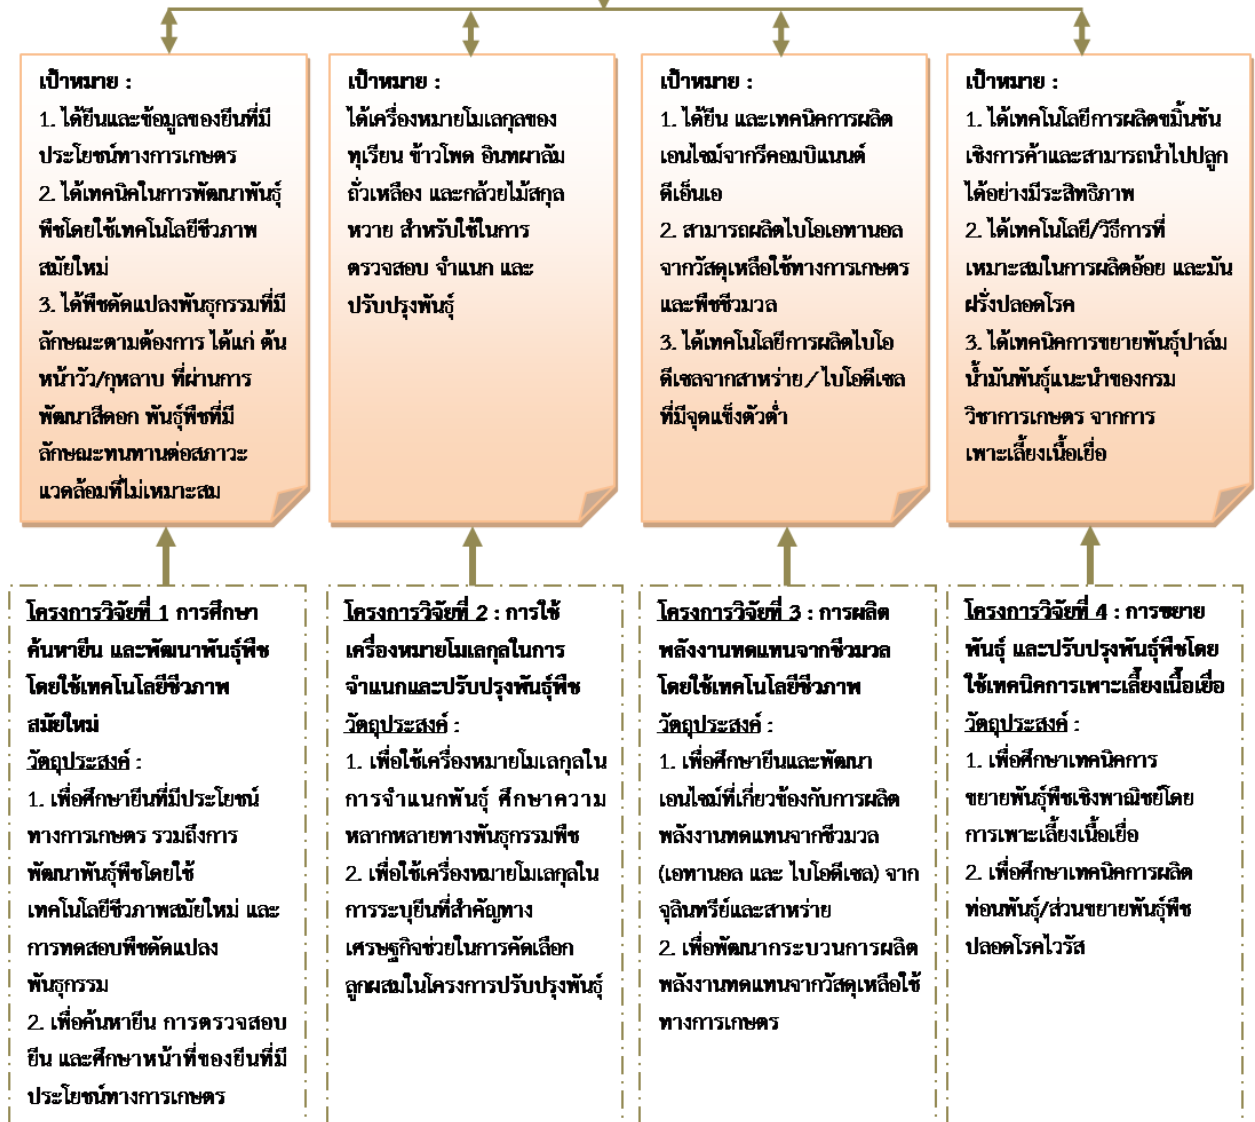 เป้าหมาย :
1. ได้ยีนและข้อมูลของยีนที่มี
ประโยชน์ทางการเกษตร
2. ได้เทคนิคในการพัฒนาพันธุ์
พืชโดยใช้เทคโนโลยีชีวภาพ
สมัยใหม่
3. ได้พืชดัดแปลงพันธุกรรมที่มี
ลักษณะตามต้องการ ได้แก่ ต้น
หน้าวัว/กุหลาบ ที่ผ่านการ
พัฒนาสีดอก พันธุ์พืชที่มี
ลักษณะทนทานต่อสภาวะ
แวดล้อมที่ไม่เหมาะสม
เป้าหมาย :
ได้เครื่องหมายโมเลกุลของ
ทุเรียน ข้าวโพด อินทผาลัม
ถั่วเหลือง และกล้วยไม้สกุล
หวาย สำหรับใช้ในการ
ตรวจสอบ จำแนก และ
ปรับปรุงพันธุ์
เป้าหมาย :
1. ได้ยีน และเทคนิคการผลิต
เอนไซม์จากรีคอมบิแนนต์
ดีเอ็นเอ
2. สามารถผลิตไบโอเอทานอล
จากวัสดุเหลือใช้ทางการเกษตร
และพืชชีวมวล
3. ได้เทคโนโลยีการผลิตไบโอ
ดีเซลจากสาหร่าย / ไบโอดีเซล
ที่มีจุดแข็งตัวต่ำ
เป้าหมาย :
1. ได้เทคโนโลยีการผลิตขมิ้นชัน
เชิงการค้าและสามารถนำไปปลูก
ได้อย่างมีระสิทธิภาพ
2. ได้เทคโนโลยี/วิธีการที่
เหมาะสมในการผลิตอ้อย และมัน
ฝรั่งปลอดโรค
3. ได้เทคนิคการขยายพันธุ์ปาล์ม
น้ำมันพันธุ์แนะนำของกรม
วิชาการเกษตร จากการ
เพาะเลี้ยงเนื้อเยื่อ
โครงการวิจัยที่ 1 การศึกษา
ค้นหายีน และพัฒนาพันธุ์พืช
โดยใช้เทคโนโลยีชีวภาพ
สมัยใหม่
วัตถุประสงค์ :
1. เพื่อศึกษายีนที่มีประโยชน์
ทางการเกษตร รวมถึงการ
พัฒนาพันธุ์พืชโดยใช้
เทคโนโลยีชีวภาพสมัยใหม่ และ
การทดสอบพืชดัดแปลง
พันธุกรรม
2. เพื่อค้นหายีน การตรวจสอบ
ยีน และศึกษาหน้าที่ของยีนที่มี
ประโยชน์ทางการเกษตร
โครงการวิจัยที่ 2 : การใช้
เครื่องหมายโมเลกุลในการ
จำแนกและปรับปรุงพันธุ์พืช
วัตถุประสงค์ :
1. เพื่อใช้เครื่องหมายโมเลกุลใน
การจำแนกพันธุ์ ศึกษาความ
หลากหลายทางพันธุกรรมพืช
2. เพื่อใช้เครื่องหมายโมเลกุลใน
การระบุยีนที่สำคัญทาง
เศรษฐกิจช่วยในการคัดเลือก
ลูกผสมในโครงการปรับปรุงพันธุ์
โครงการวิจัยที่ 3 : การผลิต
พลังงานทดแทนจากชีวมวล
โดยใช้เทคโนโลยีชีวภาพ
วัตถุประสงค์ :
1. เพื่อศึกษายีนและพัฒนา
เอนไซม์ที่เกี่ยวข้องกับการผลิต
พลังงานทดแทนจากชีวมวล
(เอทานอล และ ไบโอดีเซล) จาก
จุลินทรีย์และสาหร่าย
2. เพื่อพัฒนากระบวนการผลิต
พลังงานทดแทนจากวัสดุเหลือใช้
ทางการเกษตร
โครงการวิจัยที่ 4 : การขยาย
พันธุ์ และปรับปรุงพันธุ์พืชโดย
ใช้เทคนิคการเพาะเลี้ยงเนื้อเยื่อ
วัตถุประสงค์ :
1. เพื่อศึกษาเทคนิคการ
ขยายพันธุ์พืชเชิงพาณิชย์โดย
การเพาะเลี้ยงเนื้อเยื่อ
2. เพื่อศึกษาเทคนิคการผลิต
ท่อนพันธุ์/ส่วนขยายพันธุ์พืช
ปลอดโรคไวรัส